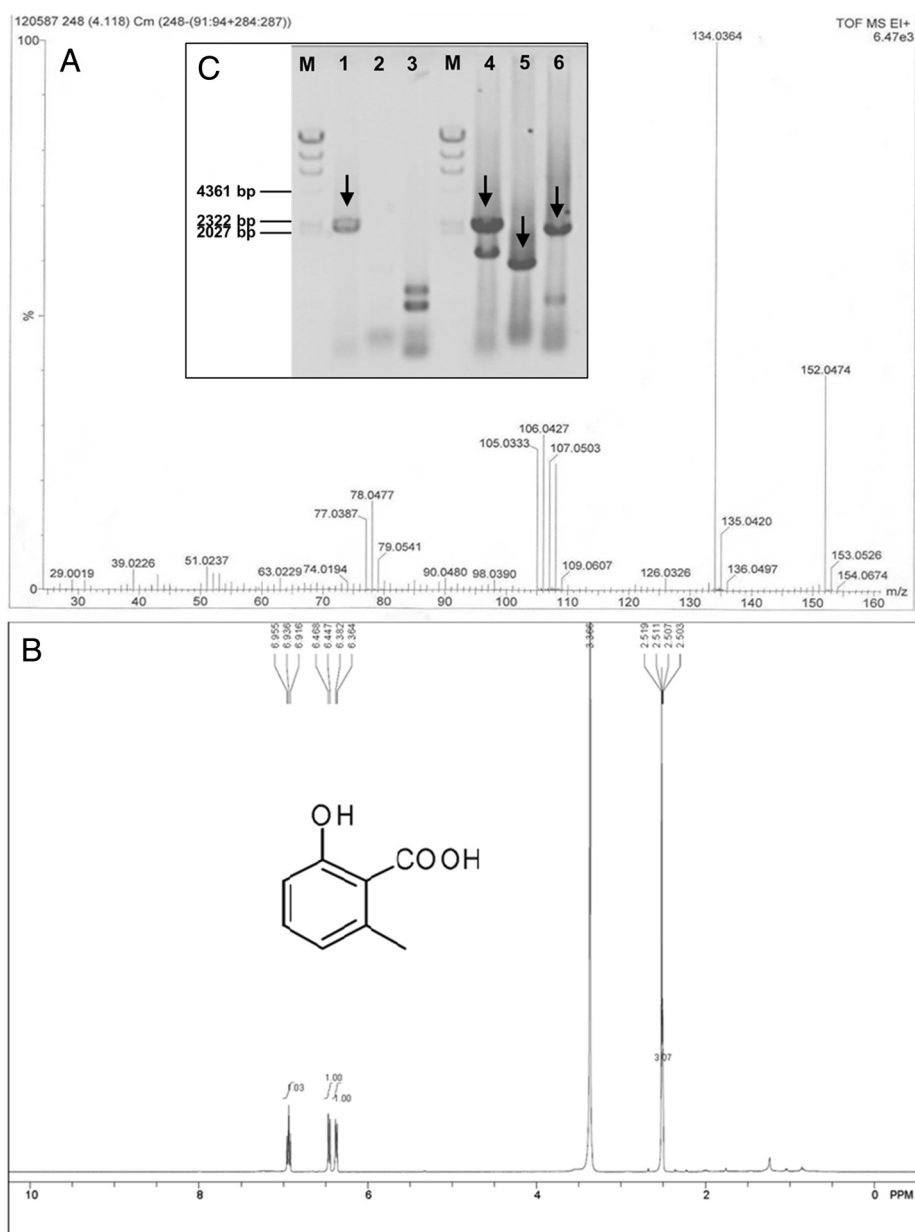 120587 248 (4.118) Cm (248-(91:94+284:287))
TOF MS EI+
6.47e3
100
A
%
0
C
M 1 2 3 M 4 5 6
4361 bp
2322 bp
2027 bp
134.0364
152.0474
106.0427
105.0333
107.0503
78.0477
77.0387
79.0541
135.0420
153.0526
29.0019
39.0226
51.0237
63.0229
74.0194
90.0480
98.0390
109.0607
126.0326
136.0497
154.0674
30 40 50 60 70 80 90 100 110 120 130 140 150 160 m/z
B
6.955
6.936
6.916
6.468
6.447
6.382
6.364
3.366
2.519
2.511
2.507
2.503
OH
COOH
1.03
1.00
1.00
3.07
10 8 6 4 2 0 PPM